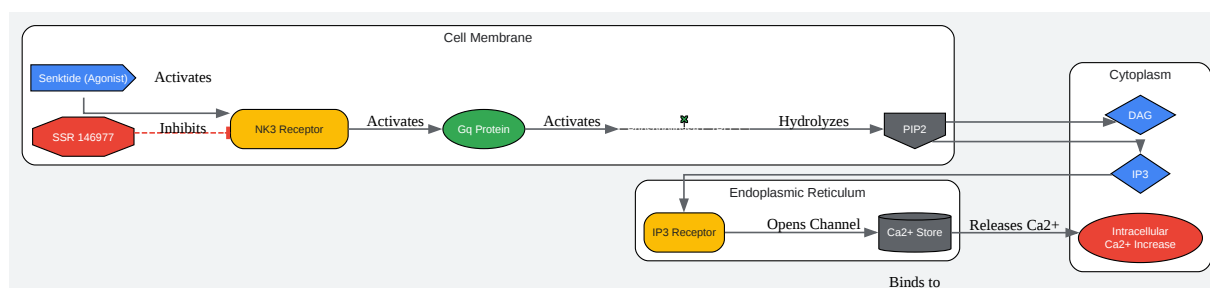 Cell Membrane
Senktide (Agonist)
Activates
SSR 146977
Inhibits
NK3 Receptor
Activates
Gq Protein
Activates
Hydrolyzes
PIP2
Cytoplasm
DAG
IP3
Endoplasmic Reticulum
IP3 Receptor
Opens Channel
Ca2+ Store
Releases Ca2+
Intracellular
Ca2+ Increase
Binds to